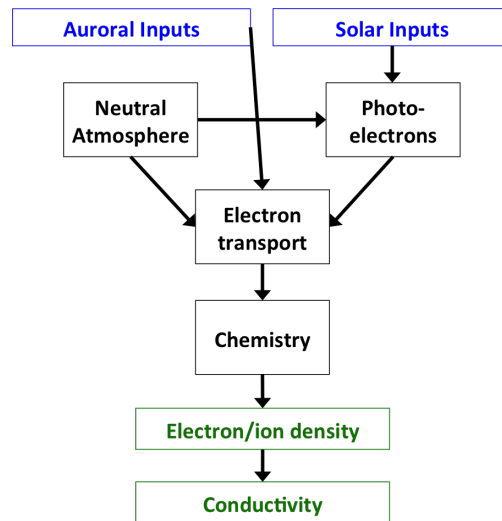 Auroral Inputs
Solar Inputs
Neutral
Atmosphere
Photo-
electrons
Electron
transport
Chemistry
Electron/ion density
Conductivity